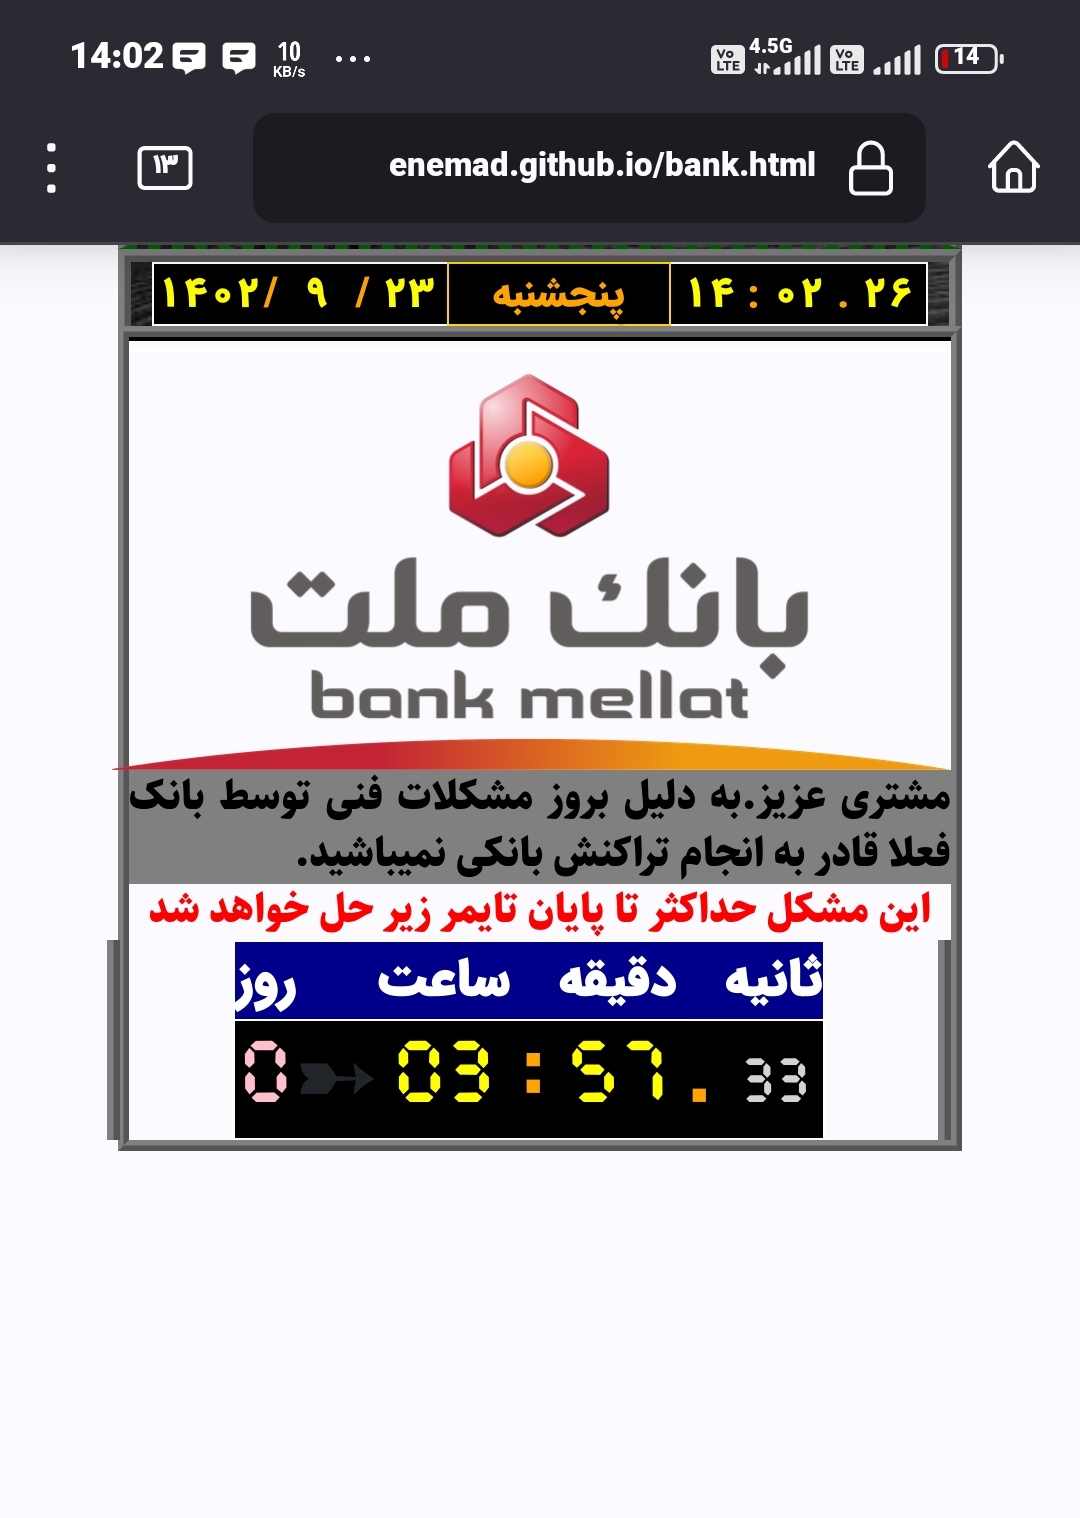 14:02 10 KB/s ... Vo LTE 4.5G Vo LTE 14
۱۳ enemad.github.io/bank.html
۱۴۰۲/ ۹ / ۲۳ پنجشنبه ۱۴ : ۰۲ . ۲۶
بانك ملت
bank mellat
مشتری عزیز.به دلیل بروز مشکلات فنی توسط بانک
فعلا قادر به انجام تراکنش بانکی نمیباشید.
این مشکل حداکثر تا پایان تایمر زیر حل خواهد شد
ثانیه دقیقه ساعت روز
0 03 : 57 . 33